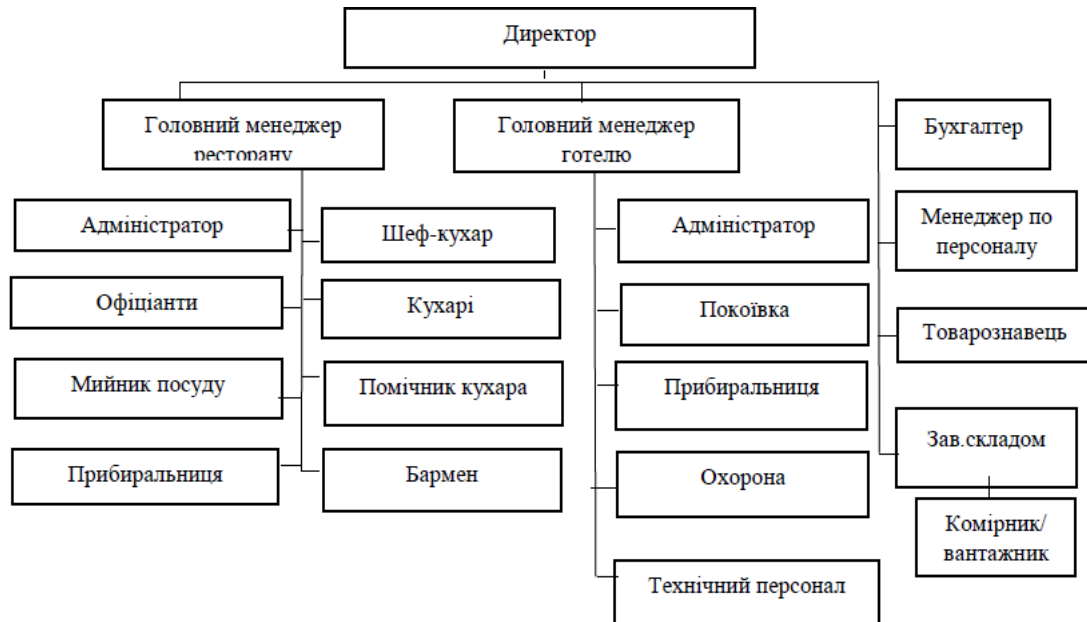 Директор
Головний менеджер
ресторану
Головний менеджер
готелю
Бухгалтер
Адміністратор
Шеф-кухар
Адміністратор
Менеджер по
персоналу
Офіціанти
Кухарі
Покоївка
Товарознавець
Мийник посуду
Помічник кухара
Прибиральниця
Зав.складом
Прибиральниця
Бармен
Охорона
Комірник/
вантажник
Технічний персонал